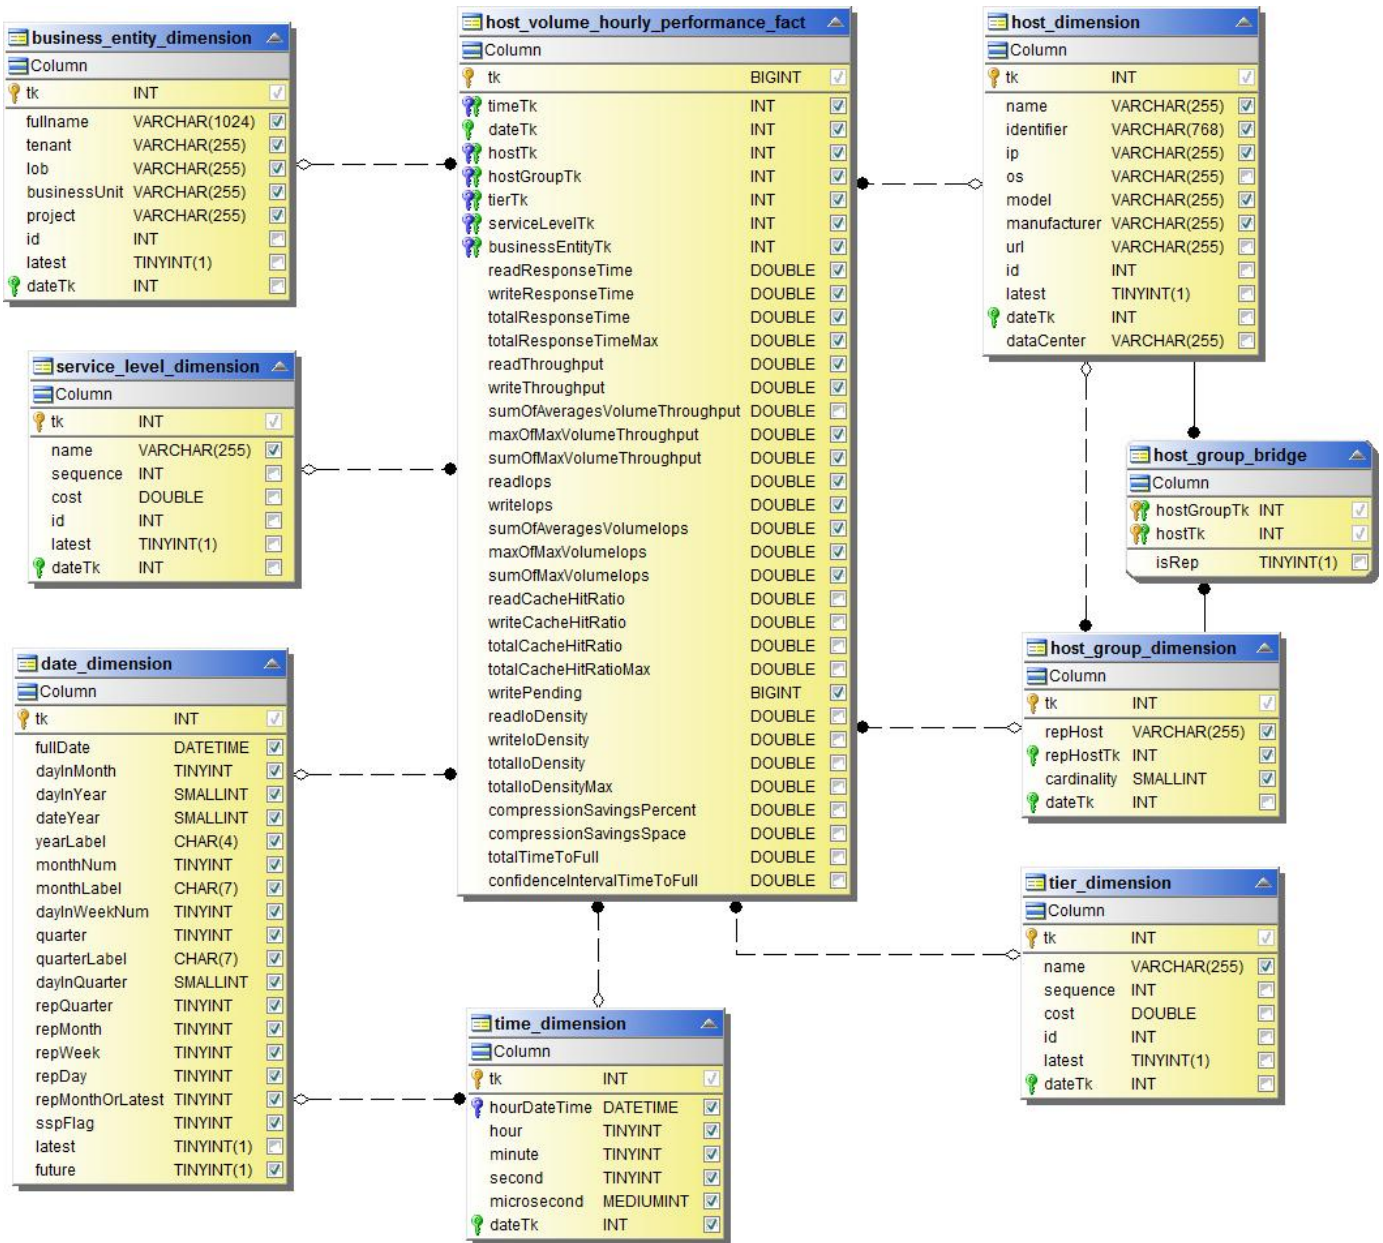 business_entity_dimension
Column
tk INT
fullname VARCHAR(1024)
tenant VARCHAR(255)
lob VARCHAR(255)
businessUnit VARCHAR(255)
project VARCHAR(255)
id INT
latest TINYINT(1)
dateTk INT
service_level_dimension
Column
tk INT
name VARCHAR(255)
sequence INT
cost DOUBLE
id INT
latest TINYINT(1)
dateTk INT
date_dimension
Column
tk INT
fullDate DATETIME
dayInMonth TINYINT
dayInYear SMALLINT
dateYear SMALLINT
yearLabel CHAR(4)
monthNum TINYINT
monthLabel CHAR(7)
dayInWeekNum TINYINT
quarter TINYINT
quarterLabel CHAR(7)
dayInQuarter SMALLINT
repQuarter TINYINT
repMonth TINYINT
repWeek TINYINT
repDay TINYINT
repMonthOrLatest TINYINT
sspFlag TINYINT
latest TINYINT(1)
future TINYINT(1)
host_volume_hourly_performance_fact
Column
tk BIGINT
timeTk INT
dateTk INT
hostTk INT
hostGroupTk INT
tierTk INT
serviceLevelTk INT
businessEntityTk INT
readResponseTime DOUBLE
writeResponseTime DOUBLE
totalResponseTime DOUBLE
totalResponseTimeMax DOUBLE
readThroughput DOUBLE
writeThroughput DOUBLE
sumOfAveragesVolumeThroughput DOUBLE
maxOfMaxVolumeThroughput DOUBLE
sumOfMaxVolumeThroughput DOUBLE
readIops DOUBLE
writeIops DOUBLE
sumOfAveragesVolumeIops DOUBLE
maxOfMaxVolumeIops DOUBLE
sumOfMaxVolumeIops DOUBLE
readCacheHitRatio DOUBLE
writeCacheHitRatio DOUBLE
totalCacheHitRatio DOUBLE
totalCacheHitRatioMax DOUBLE
writePending BIGINT
readIoDensity DOUBLE
writeIoDensity DOUBLE
totalIoDensity DOUBLE
totalIoDensityMax DOUBLE
compressionSavingsPercent DOUBLE
compressionSavingsSpace DOUBLE
totalTimeToFull DOUBLE
confidenceIntervalTimeToFull DOUBLE
time_dimension
Column
tk INT
hourDateTime DATETIME
hour TINYINT
minute TINYINT
second TINYINT
microsecond MEDIUMINT
dateTk INT
host_dimension
Column
tk INT
name VARCHAR(255)
identifier VARCHAR(768)
ip VARCHAR(255)
os VARCHAR(255)
model VARCHAR(255)
manufacturer VARCHAR(255)
url VARCHAR(255)
id INT
latest TINYINT(1)
dateTk INT
dataCenter VARCHAR(255)
host_group_bridge
Column
hostGroupTk INT
hostTk INT
isRep TINYINT(1)
host_group_dimension
Column
tk INT
repHost VARCHAR(255)
repHostTk INT
cardinality SMALLINT
dateTk INT
tier_dimension
Column
tk INT
name VARCHAR(255)
sequence INT
cost DOUBLE
id INT
latest TINYINT(1)
dateTk INT